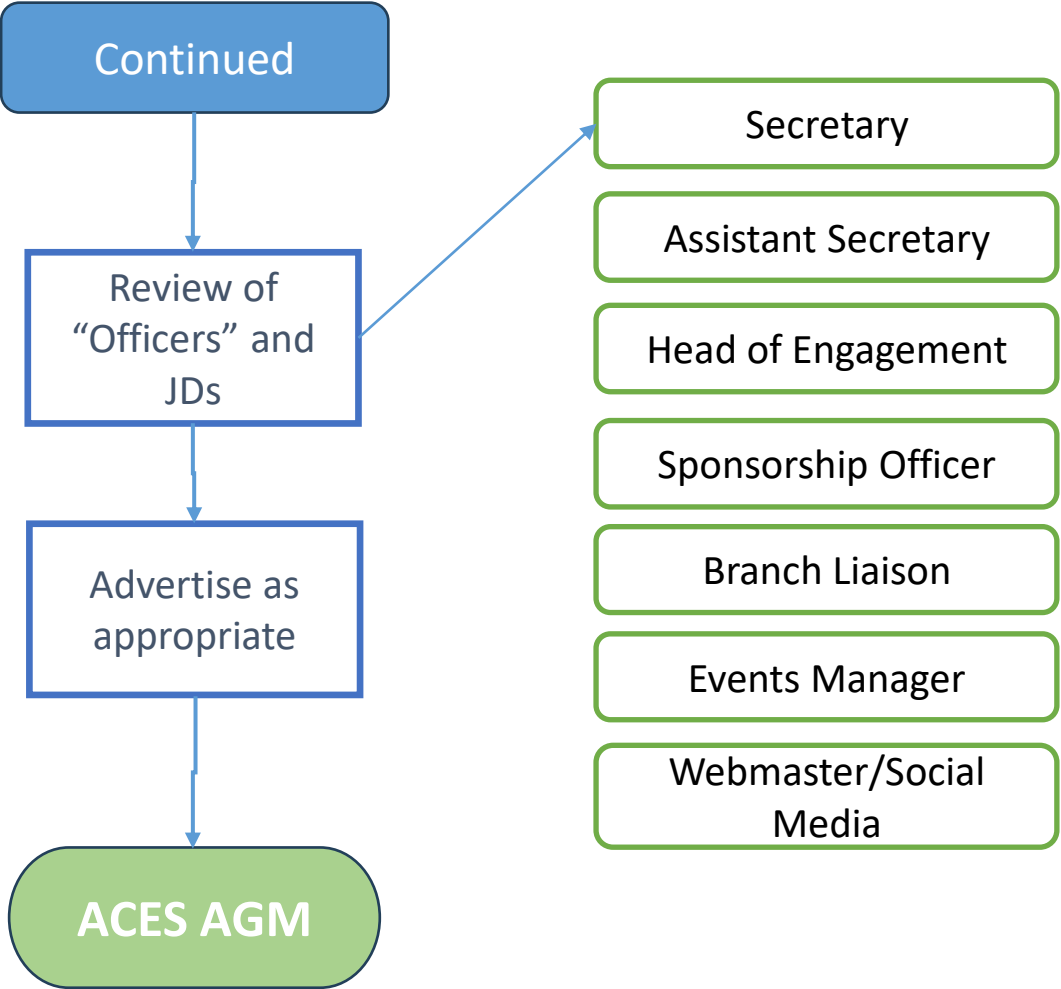 Continued
Review of
“Officers” and
JDs
Advertise as
appropriate
ACES AGM
Secretary
Assistant Secretary
Head of Engagement
Sponsorship Officer
Branch Liaison
Events Manager
Webmaster/Social
Media